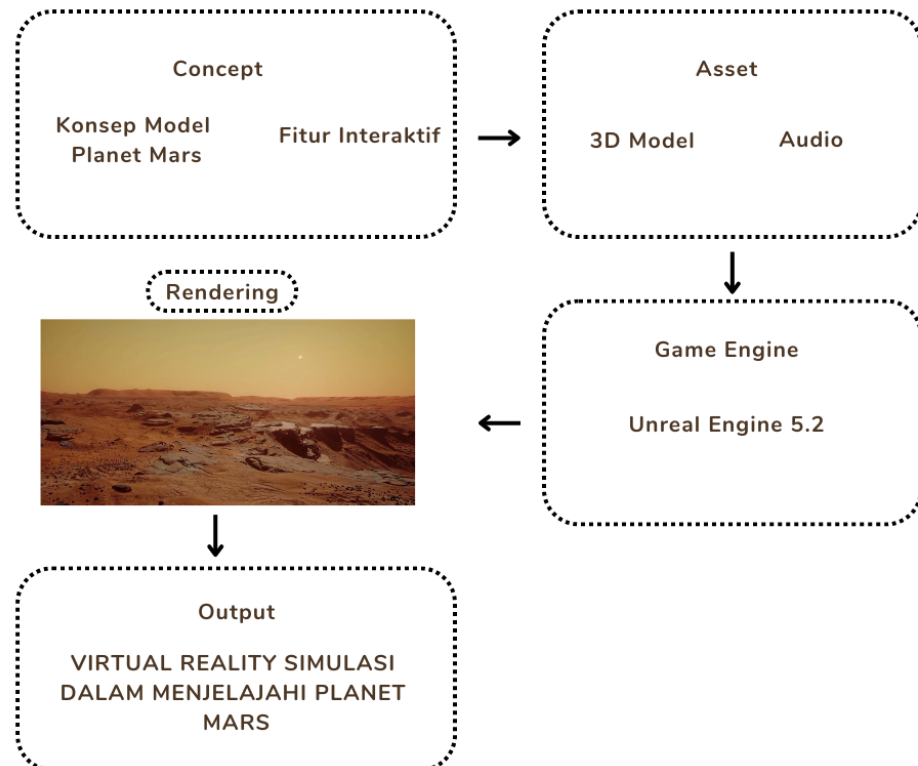 Concept
Konsep Model
Planet Mars
Fitur Interaktif
Asset
3D Model
Audio
Game Engine
Unreal Engine 5.2
Rendering
Output
VIRTUAL REALITY SIMULASI
DALAM MENJELAJAHI PLANET
MARS